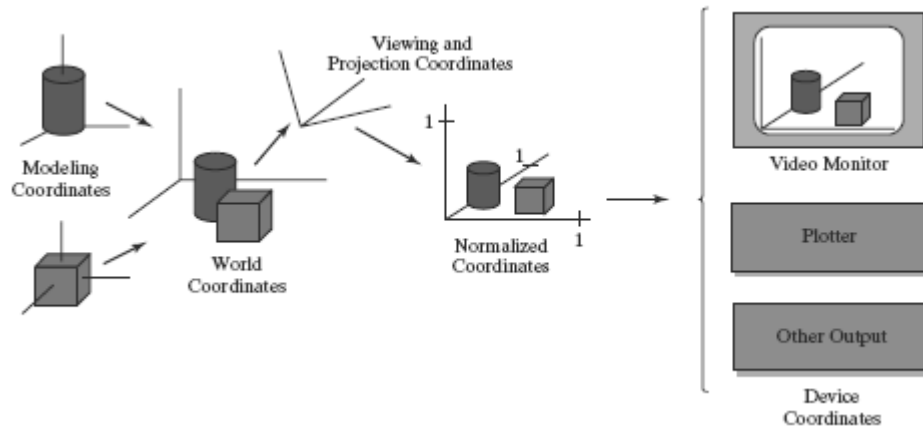 Viewing and
Projection Coordinates
Modeling
Coordinates
World
Coordinates
1
1
1
Normalized
Coordinates
Video Monitor
Plotter
Other Output
Device
Coordinates